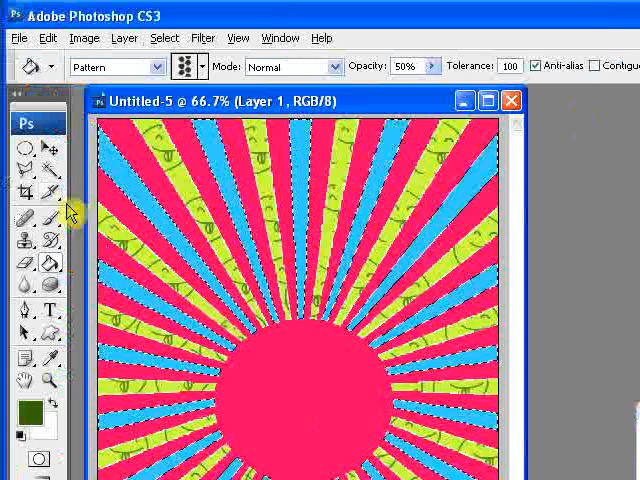 Adobe Photoshop CS3
File Edit Image Layer Select Filter View Window Help
Pattern Mode: Normal Opacity: 50% Tolerance: 100 Anti-alias Contiguo
Untitled-5 @ 66.7% (Layer 1, RGB/8)
Ps
T